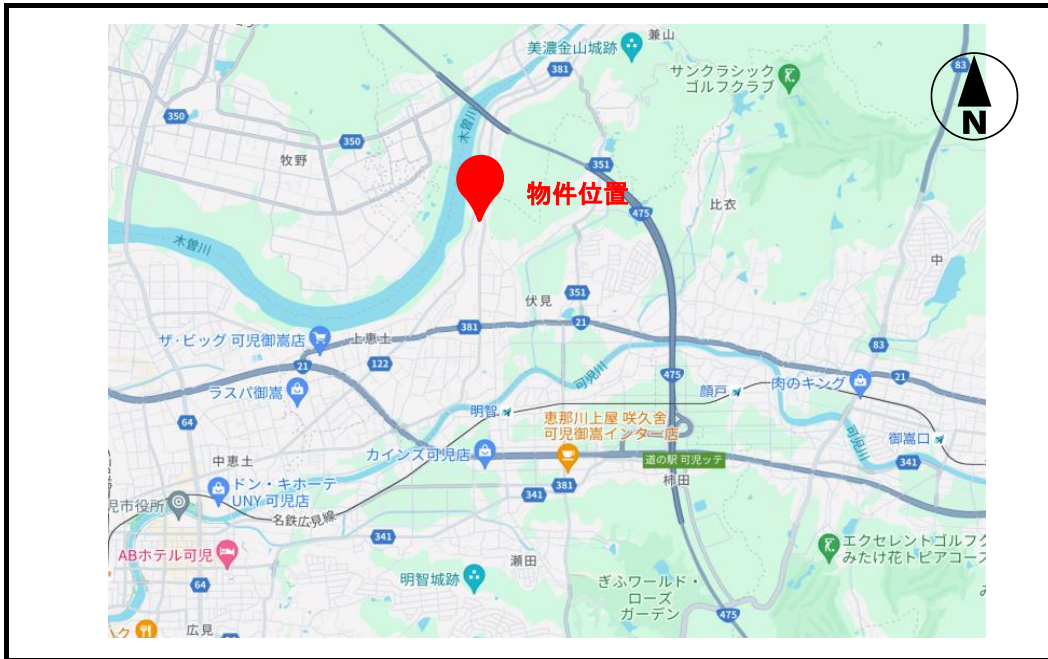 兼山
美濃金山城跡
381
サンクラシック
ゴルフクラブ
83
N
350
350
木曽川
牧野
351
物件位置
475
比衣
木曽川
中
伏見
351
381
21
ザ・ビッグ 可児御嵩店
上恵土
122
21
83
ラスパ御嵩
可児川
475
顔戸
肉のキング
21
64
明智
恵那川上屋 咲久舎
可児御嵩インター店
可児川
御嵩口
中恵土
カインズ可児店
道の駅 可児ッテ
341
柿田
ドン・キホーテ
UNY 可児店
児市役所
341
381
名鉄広見線
341
エクセレントゴルフク
みたけ花トピアコース
ABホテル可児
瀬田
64
明智城跡
ぎふワールド・
ローズ
ガーデン
475
広見